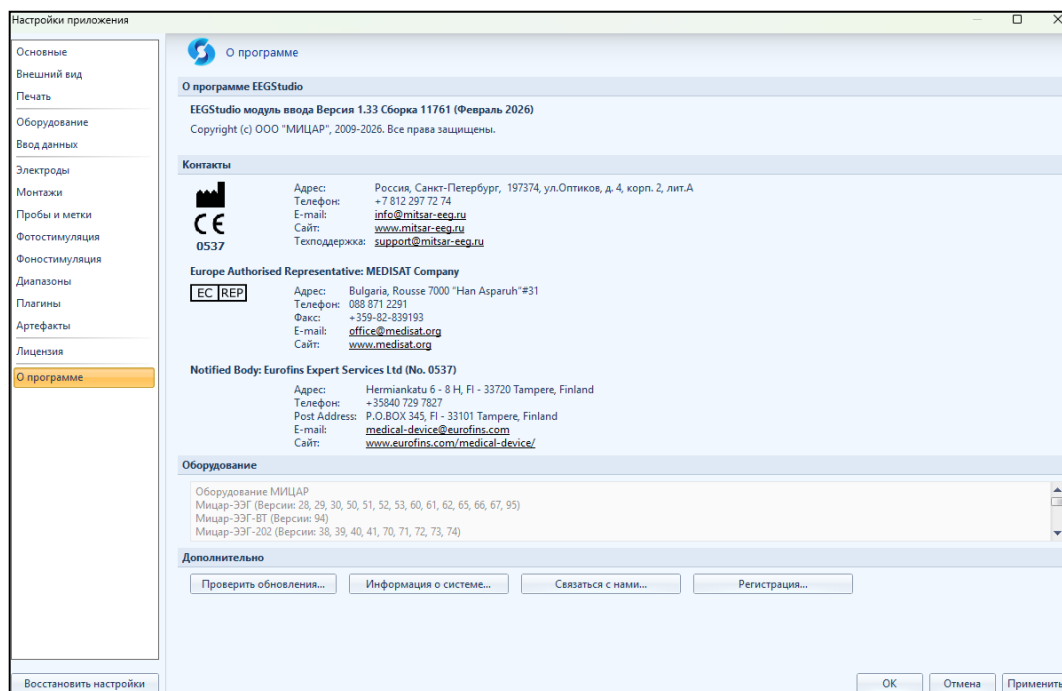 Настройки приложения
Основные
Внешний вид
Печать
Оборудование
Ввод данных
Электроды
Монтажи
Пробы и метки
Фотостимуляция
Фоностимуляция
Диапазоны
Плагины
Артефакты
Лицензия
О программе
Восстановить настройки
О программе
О программе EEGStudio
EEGStudio модуль ввода Версия 1.33 Сборка 11761 (Февраль 2026)
Copyright (c) ООО "МИЦАР", 2009-2026. Все права защищены.
Контакты
CE
0537
Адрес: Россия, Санкт-Петербург, 197374, ул.Оптиков, д. 4, корп. 2, лит.А
Телефон: +7 812 297 72 74
E-mail: info@mitsar-eeg.ru
Сайт: www.mitsar-eeg.ru
Техподдержка: support@mitsar-eeg.ru
Europe Authorised Representative: MEDISAT Company
EC REP
Адрес: Bulgaria, Rousse 7000 "Han Asparuh"#31
Телефон: 088 871 2291
Факс: +359-82-839193
E-mail: office@medisat.org
Сайт: www.medisat.org
Notified Body: Eurofins Expert Services Ltd (No. 0537)
Адрес: Hermiankatu 6 - 8 H, FI - 33720 Tampere, Finland
Телефон: +35840 729 7827
Post Address: P.O.BOX 345, FI - 33101 Tampere, Finland
E-mail: medical-device@eurofins.com
Сайт: www.eurofins.com/medical-device/
Оборудование
Оборудование МИЦАР
Мицар-ЭЭГ (Версии: 28, 29, 30, 50, 51, 52, 53, 60, 61, 62, 65, 66, 67, 95)
Мицар-ЭЭГ-BT (Версии: 94)
Мицар-ЭЭГ-202 (Версии: 38, 39, 40, 41, 70, 71, 72, 73, 74)
Дополнительно
Проверить обновления... Информация о системе... Связаться с нами... Регистрация...
OK Отмена Применить